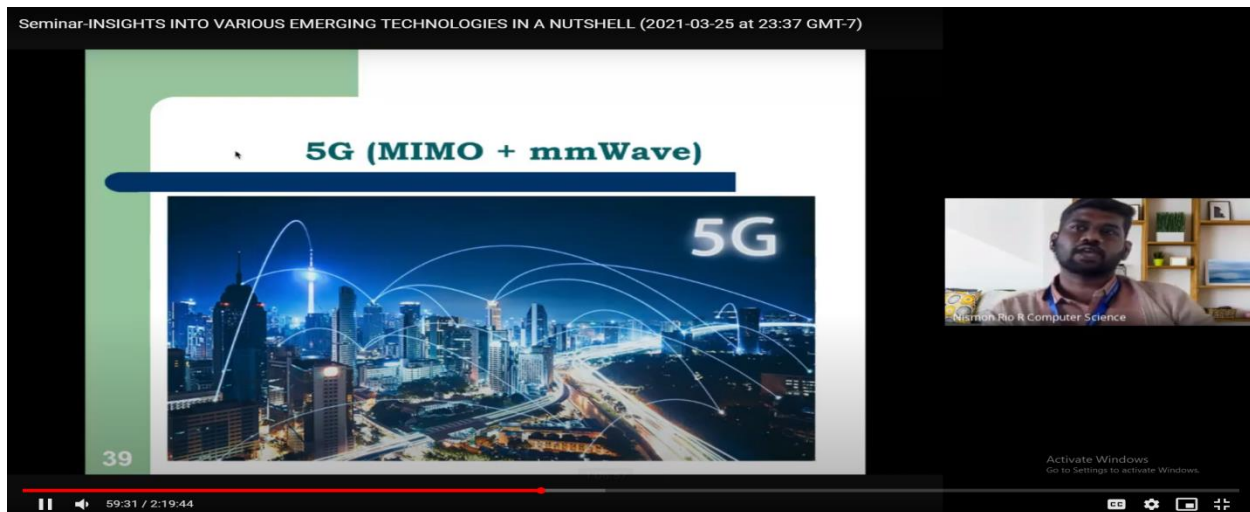 Seminar-INSIGHTS INTO VARIOUS EMERGING TECHNOLOGIES IN A NUTSHELL (2021-03-25 at 23:37 GMT-7)
5G (MIMO + mmWave)
5G
39
Nismon Rio R Computer Science
Activate Windows
Go to Settings to activate Windows.
59:31 / 2:19:44
CC